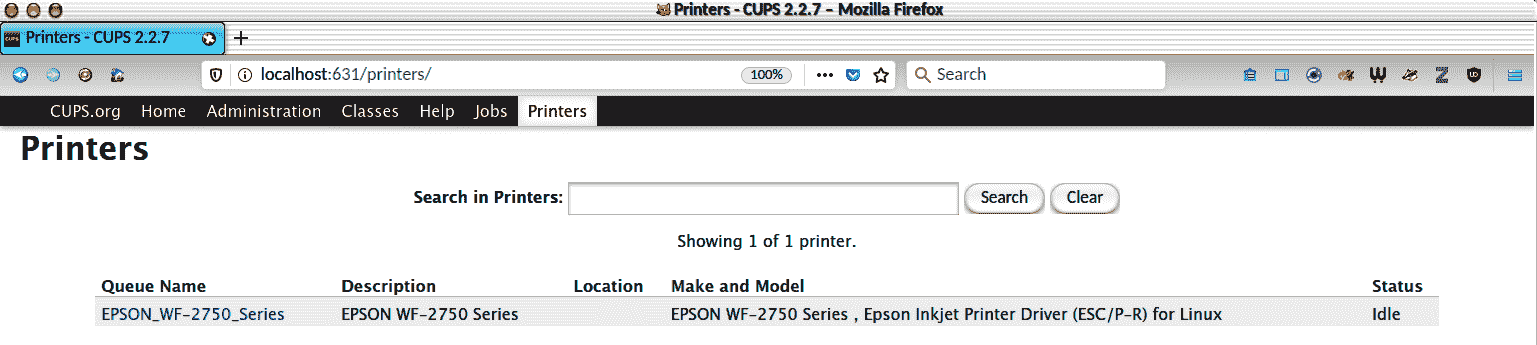 Printers - CUPS 2.2.7 – Mozilla Firefox
CUPS Printers - CUPS 2.2.7 +
localhost:631/printers/ 100% Search
CUPS.org Home Administration Classes Help Jobs Printers
Printers
Search in Printers: Search Clear
Showing 1 of 1 printer.
Queue Name Description Location Make and Model Status
EPSON_WF-2750_Series EPSON WF-2750 Series EPSON WF-2750 Series , Epson Inkjet Printer Driver (ESC/P-R) for Linux Idle